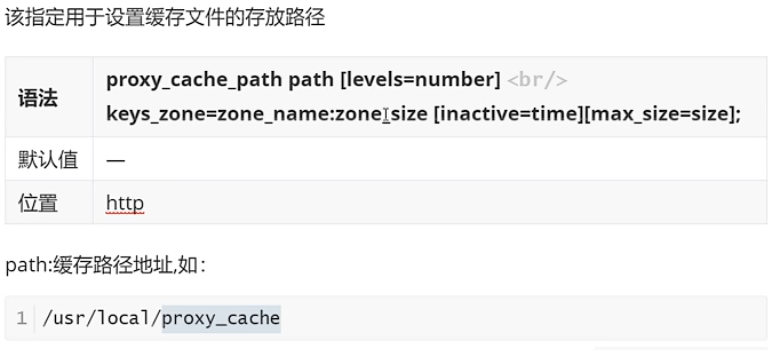 该指定用于设置缓存文件的存放路径
语法
proxy_cache_path path [levels=number] <br/>
keys_zone=zone_name:zone_size [inactive=time][max_size=size];
默认值
—
位置
http
path:缓存路径地址,如：
1 /usr/local/proxy_cache